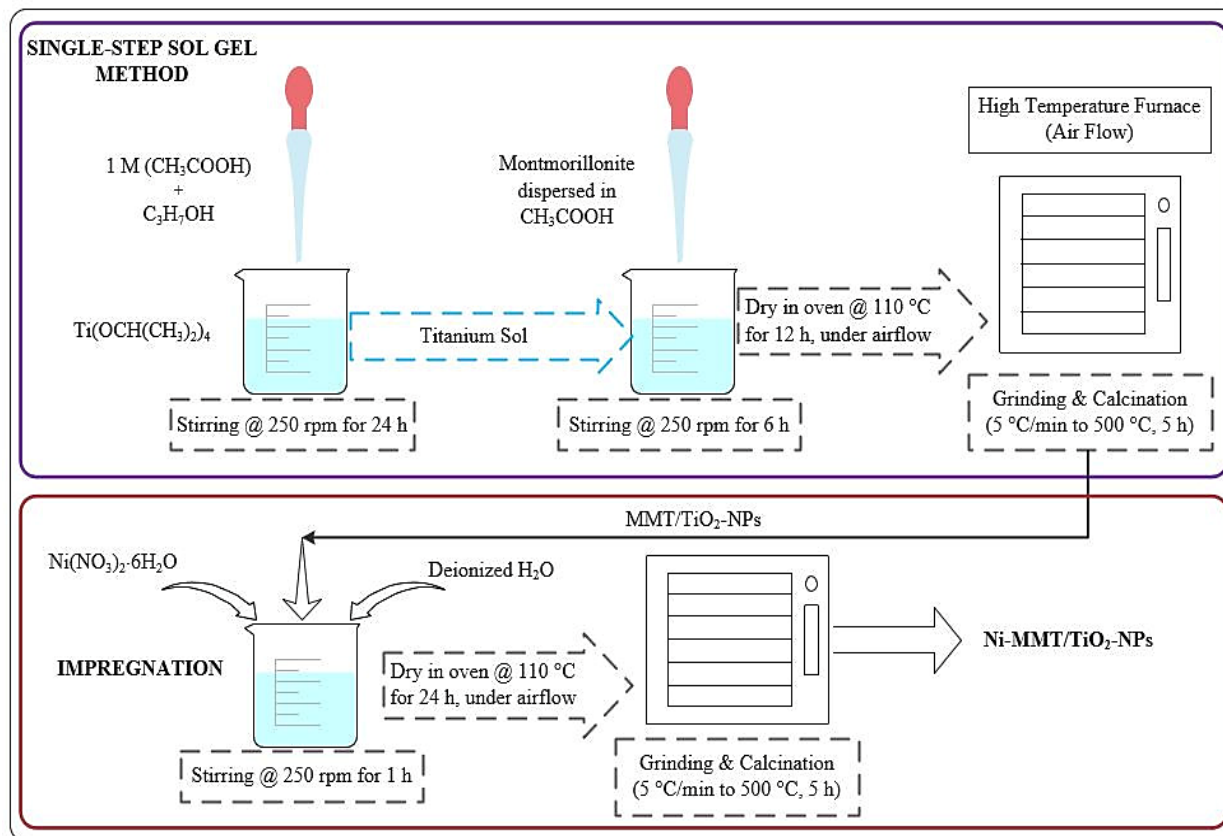 SINGLE-STEP SOL GEL
METHOD
1 M (CH₃COOH)
+
C₃H₇OH
Ti(OCH(CH₃)₂)₄
Stirring @ 250 rpm for 24 h
Titanium Sol
Montmorillonite
dispersed in
CH₃COOH
Stirring @ 250 rpm for 6 h
Dry in oven @ 110 °C
for 12 h, under airflow
High Temperature Furnace
(Air Flow)
Grinding & Calcination
(5 °C/min to 500 °C, 5 h)
MMT/TiO₂-NPs
Ni(NO₃)₂·6H₂O
Deionized H₂O
IMPREGNATION
Stirring @ 250 rpm for 1 h
Dry in oven @ 110 °C
for 24 h, under airflow
Grinding & Calcination
(5 °C/min to 500 °C, 5 h)
Ni-MMT/TiO₂-NPs